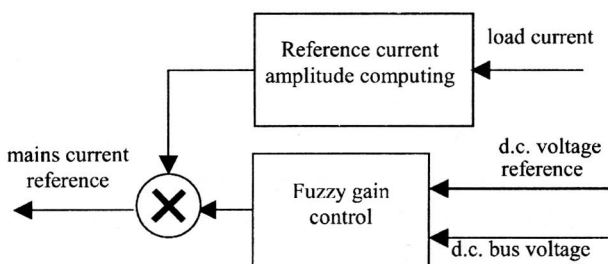 Reference current
amplitude computing
load current
mains current
reference
Fuzzy gain
control
d.c. voltage
reference
d.c. bus voltage